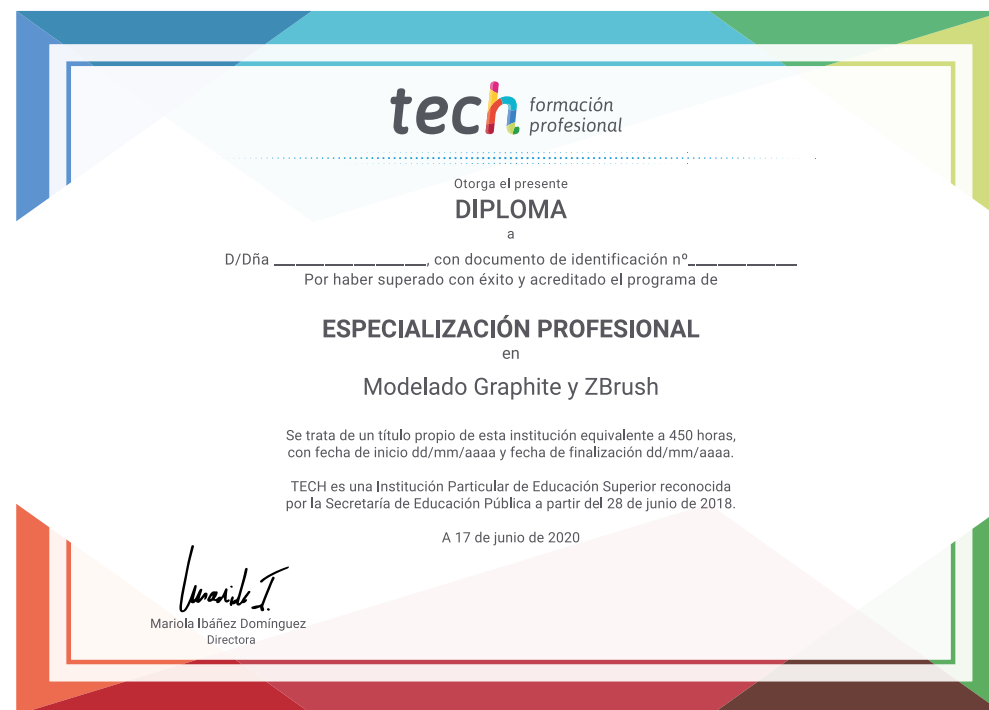 tech formación
profesional
Otorga el presente
DIPLOMA
a
D/Dña ______________, con documento de identificación nº__________
Por haber superado con éxito y acreditado el programa de
ESPECIALIZACIÓN PROFESIONAL
en
Modelado Graphite y ZBrush
Se trata de un título propio de esta institución equivalente a 450 horas,
con fecha de inicio dd/mm/aaaa y fecha de finalización dd/mm/aaaa.
TECH es una Institución Particular de Educación Superior reconocida
por la Secretaría de Educación Pública a partir del 28 de junio de 2018.
A 17 de junio de 2020
Mariola I.
Mariola Ibáñez Domínguez
Directora